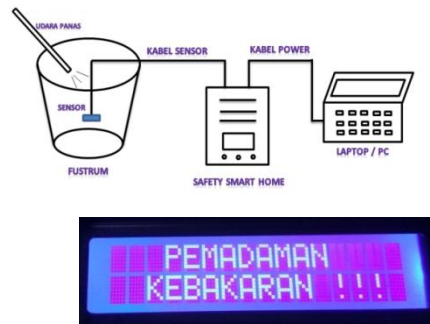 UDARA PANAS
KABEL SENSOR
KABEL POWER
SENSOR
LAPTOP / PC
FUSTRUM
SAFETY SMART HOME
PEMADAMAN
KEBAKARAN !!!